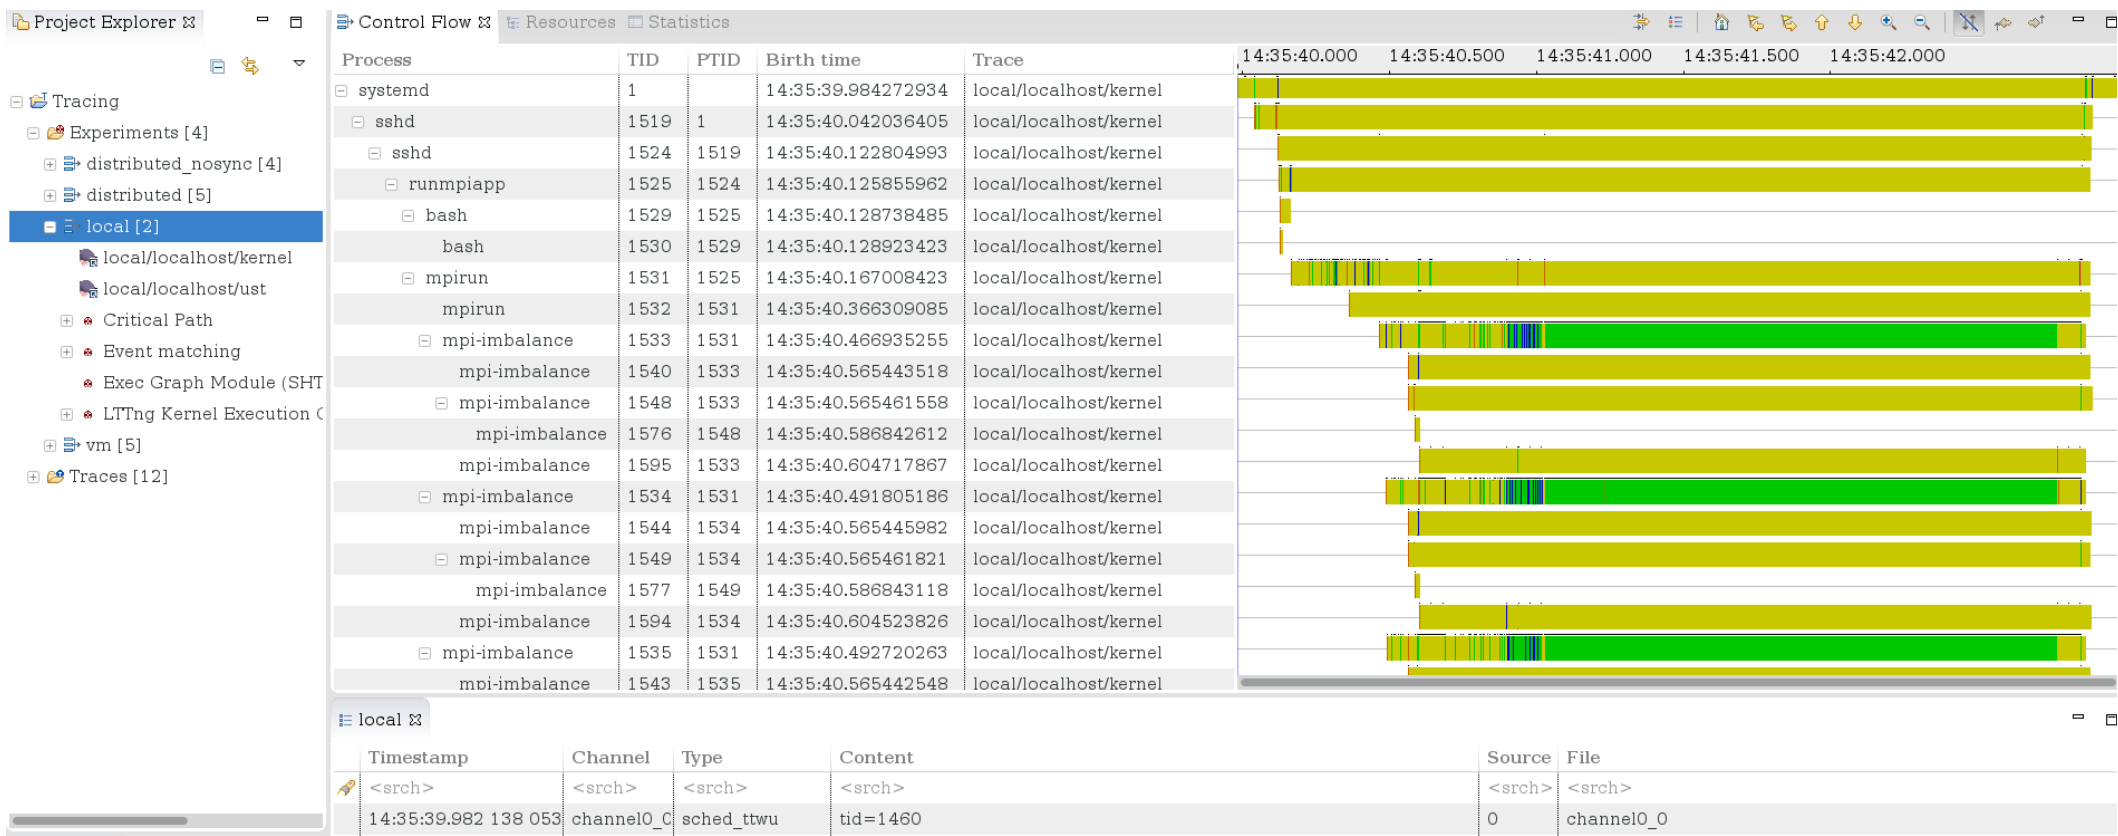 Project Explorer
Tracing
Experiments [4]
distributed_nosync [4]
distributed [5]
local [2]
local/localhost/kernel
local/localhost/ust
Critical Path
Event matching
Exec Graph Module (SHT
LTTng Kernel Execution
vm [5]
Traces [12]
Control Flow Resources Statistics
Process TID PTID Birth time Trace
14:35:40.000 14:35:40.500 14:35:41.000 14:35:41.500 14:35:42.000
systemd 1 14:35:39.984272934 local/localhost/kernel
sshd 1519 1 14:35:40.042036405 local/localhost/kernel
sshd 1524 1519 14:35:40.122804993 local/localhost/kernel
runmpiapp 1525 1524 14:35:40.125855962 local/localhost/kernel
bash 1529 1525 14:35:40.128738485 local/localhost/kernel
bash 1530 1529 14:35:40.128923423 local/localhost/kernel
mpirun 1531 1525 14:35:40.167008423 local/localhost/kernel
mpirun 1532 1531 14:35:40.366309085 local/localhost/kernel
mpi-imbalance 1533 1531 14:35:40.466935255 local/localhost/kernel
mpi-imbalance 1540 1533 14:35:40.565443518 local/localhost/kernel
mpi-imbalance 1548 1533 14:35:40.565461558 local/localhost/kernel
mpi-imbalance 1576 1548 14:35:40.586842612 local/localhost/kernel
mpi-imbalance 1595 1533 14:35:40.604717867 local/localhost/kernel
mpi-imbalance 1534 1531 14:35:40.491805186 local/localhost/kernel
mpi-imbalance 1544 1534 14:35:40.565445982 local/localhost/kernel
mpi-imbalance 1549 1534 14:35:40.565461821 local/localhost/kernel
mpi-imbalance 1577 1549 14:35:40.586843118 local/localhost/kernel
mpi-imbalance 1594 1534 14:35:40.604523826 local/localhost/kernel
mpi-imbalance 1535 1531 14:35:40.492720263 local/localhost/kernel
mpi-imbalance 1543 1535 14:35:40.565442548 local/localhost/kernel
local
Timestamp Channel Type Content Source File
<srch> <srch> <srch> <srch> <srch> <srch>
14:35:39.982 138 053 channel0_0 sched_ttwu tid=1460 0 channel0_0